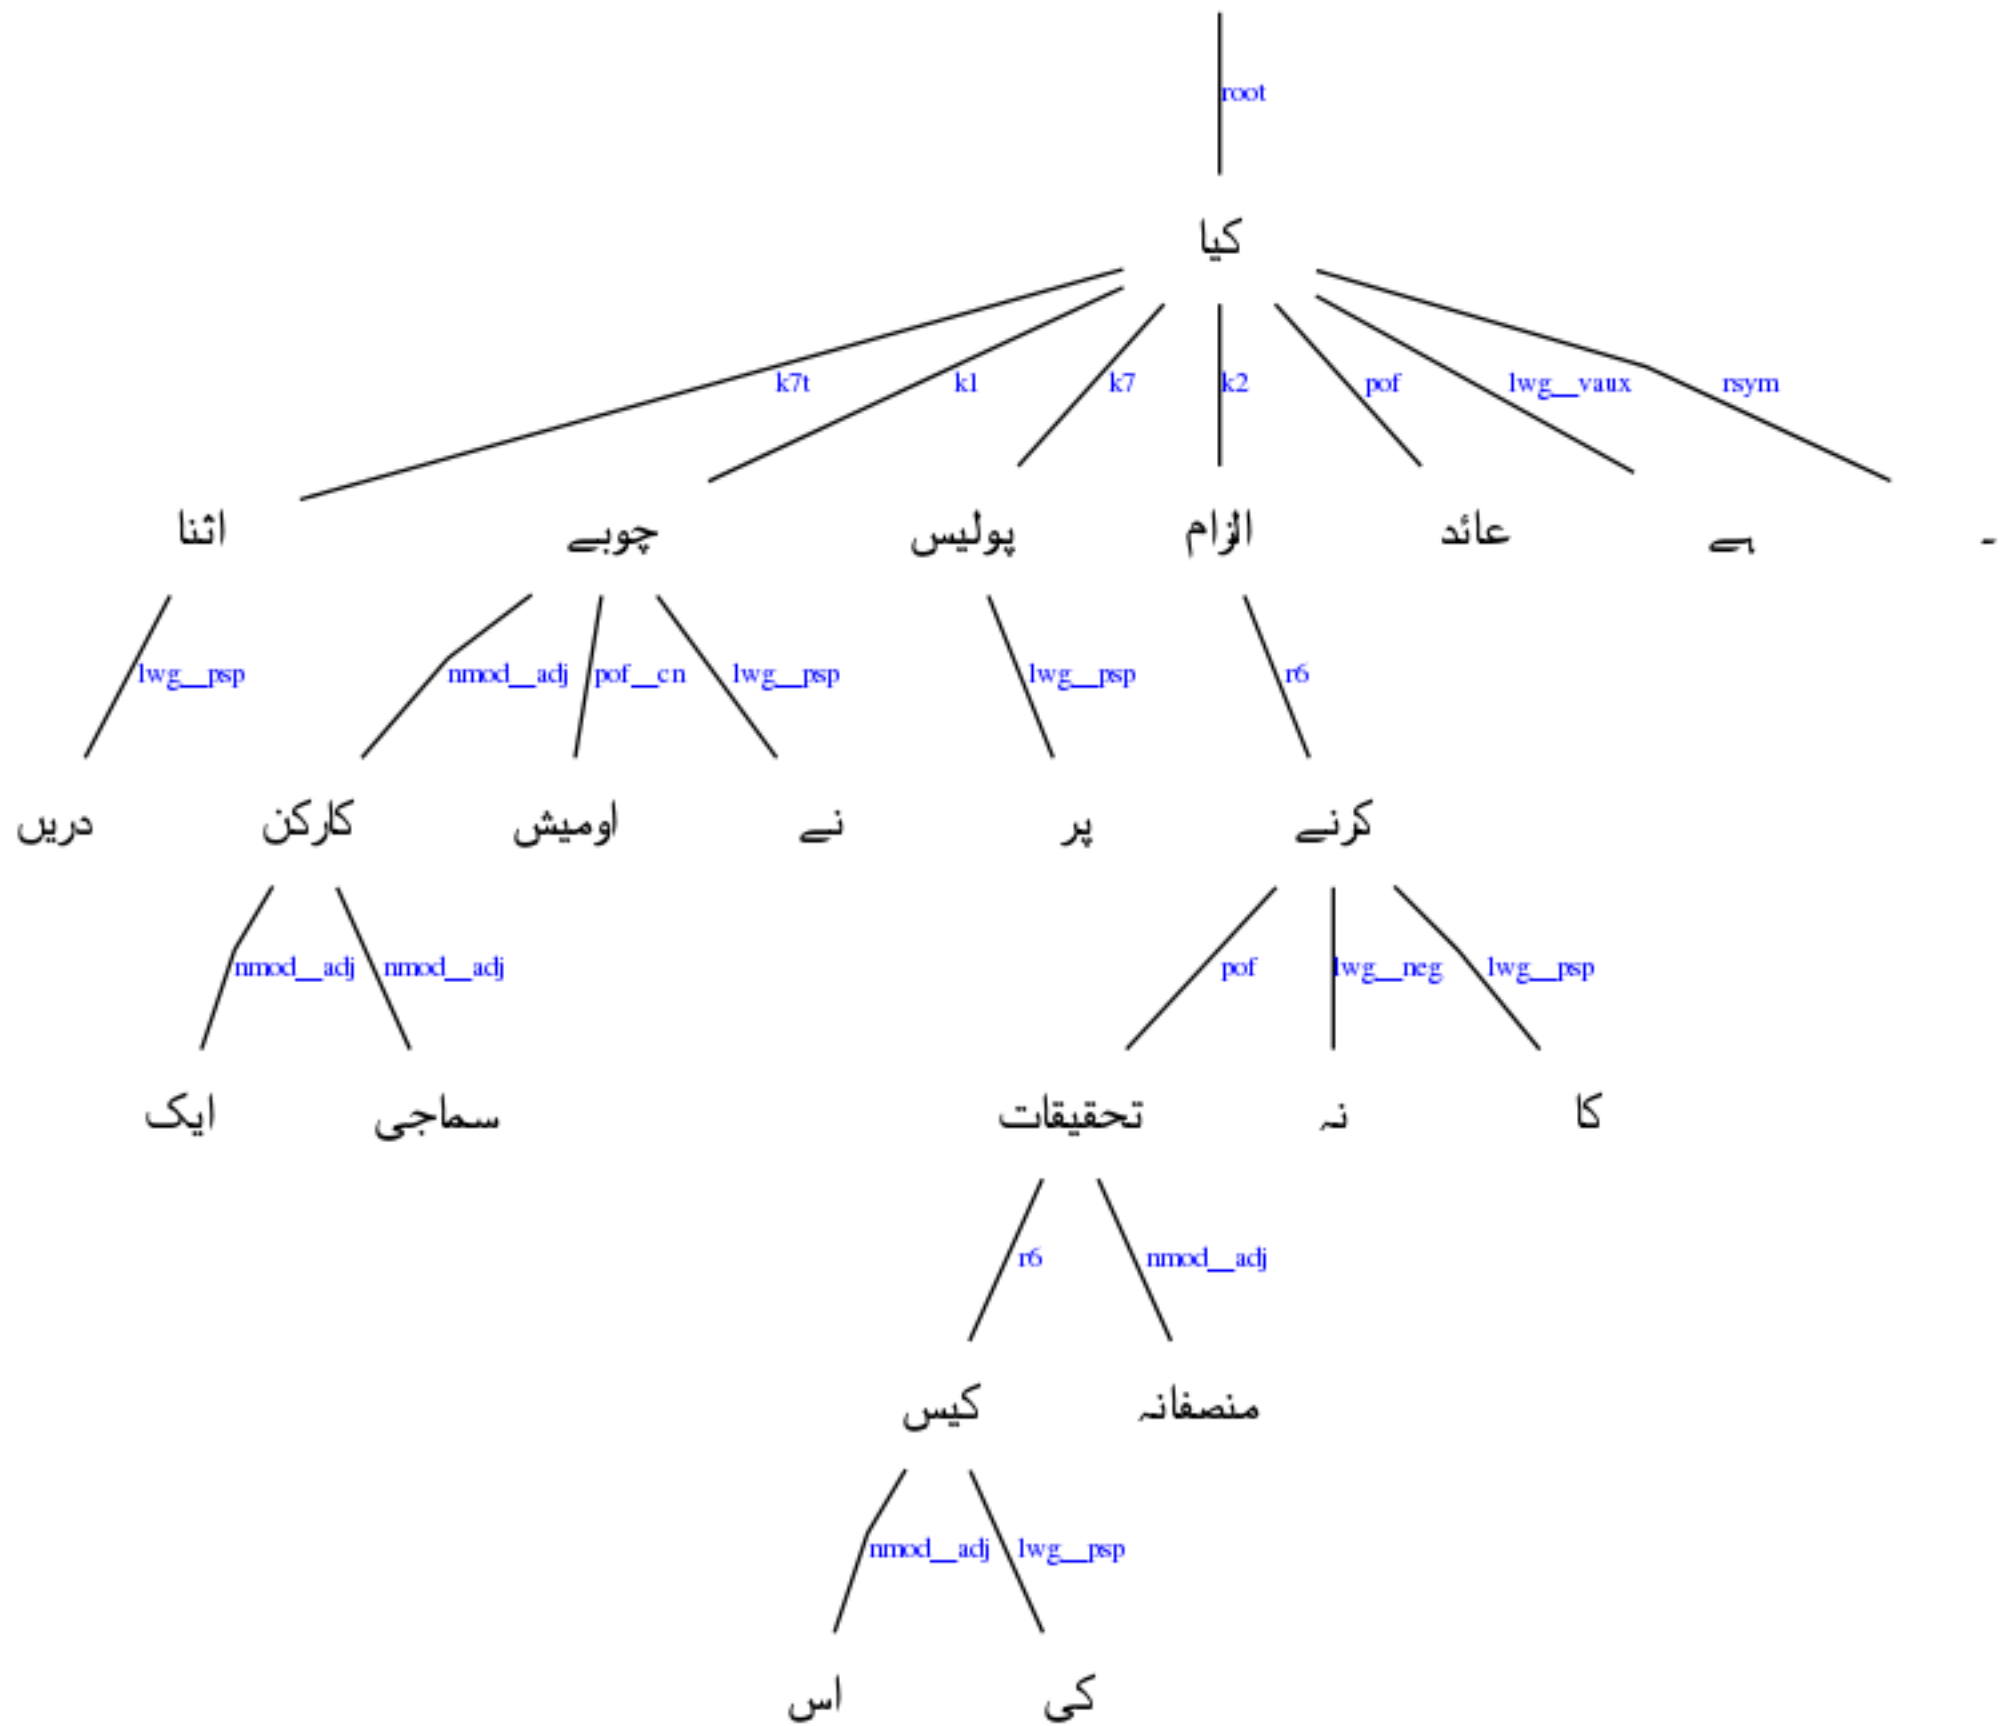 root
کیا
k7t k1 k7 k2 pof lwg__vaux rsym
اثنا چوبے پولیس الزام عائد ہے ۔
lwg__psp nmod__adj pof__cn lwg__psp lwg__psp r6
دریں کارکن اومیش نے پر کرنے
nmod__adj nmod__adj pof lwg__neg lwg__psp
ایک سماجی تحقیقات نہ کا
r6 nmod__adj
کیس منصفانہ
nmod__adj lwg__psp
اس کی